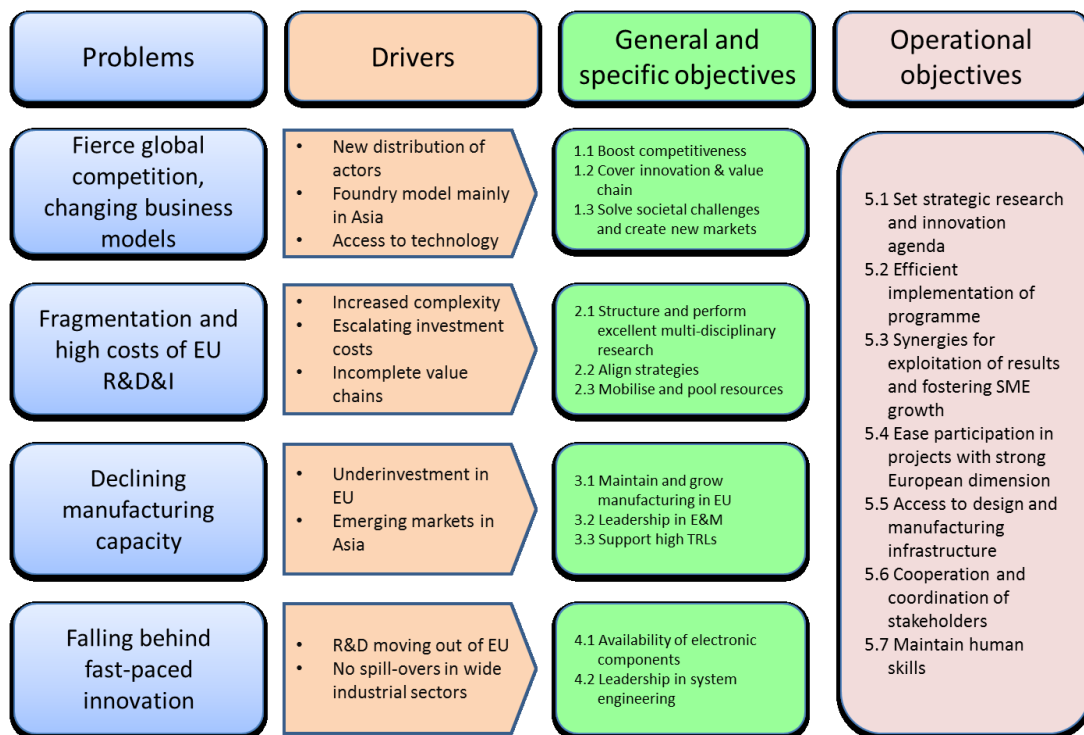 Problems
Drivers
General and
specific objectives
Operational
objectives
Fierce global
competition,
changing business
models
• New distribution of
actors
• Foundry model mainly
in Asia
• Access to technology
1.1 Boost competitiveness
1.2 Cover innovation & value
chain
1.3 Solve societal challenges
and create new markets
Fragmentation and
high costs of EU
R&D&I
• Increased complexity
• Escalating investment
costs
• Incomplete value
chains
2.1 Structure and perform
excellent multi-disciplinary
research
2.2 Align strategies
2.3 Mobilise and pool resources
Declining
manufacturing
capacity
• Underinvestment in
EU
• Emerging markets in
Asia
3.1 Maintain and grow
manufacturing in EU
3.2 Leadership in E&M
3.3 Support high TRLs
Falling behind
fast-paced
innovation
• R&D moving out of EU
• No spill-overs in wide
industrial sectors
4.1 Availability of electronic
components
4.2 Leadership in system
engineering
5.1 Set strategic research
and innovation
agenda
5.2 Efficient
implementation of
programme
5.3 Synergies for
exploitation of results
and fostering SME
growth
5.4 Ease participation in
projects with strong
European dimension
5.5 Access to design and
manufacturing
infrastructure
5.6 Cooperation and
coordination of
stakeholders
5.7 Maintain human
skills